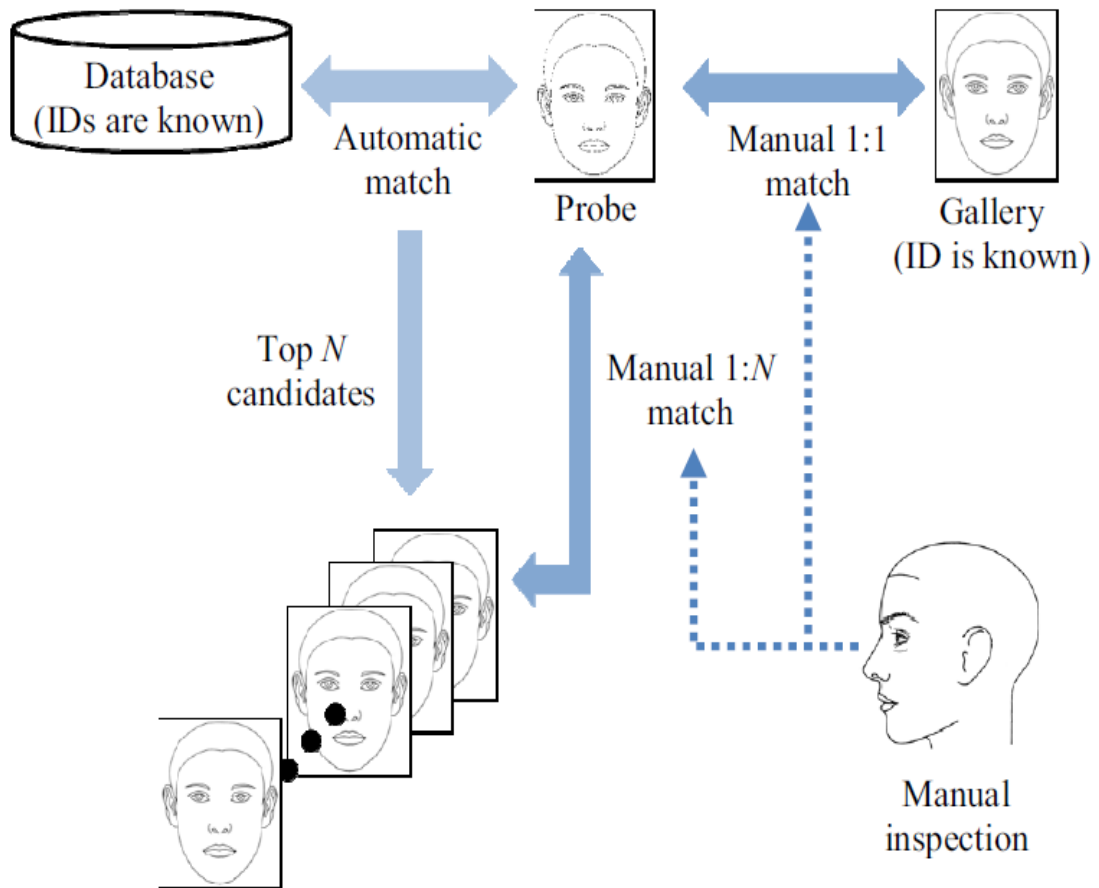 Database
(IDs are known)
Automatic
match
Probe
Manual 1:1
match
Gallery
(ID is known)
Top N
candidates
Manual 1:N
match
Manual
inspection